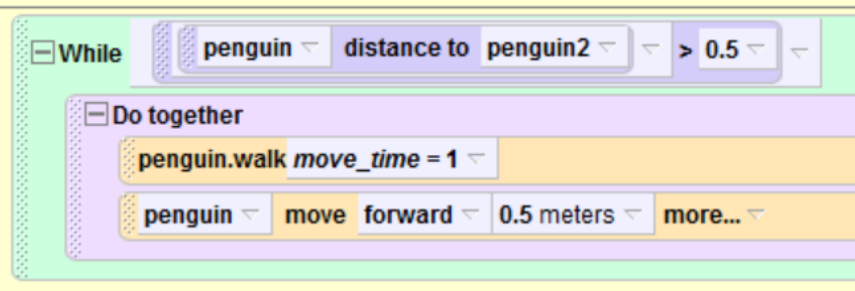 While penguin distance to penguin2 > 0.5
Do together
penguin.walk move_time = 1
penguin move forward 0.5 meters more...